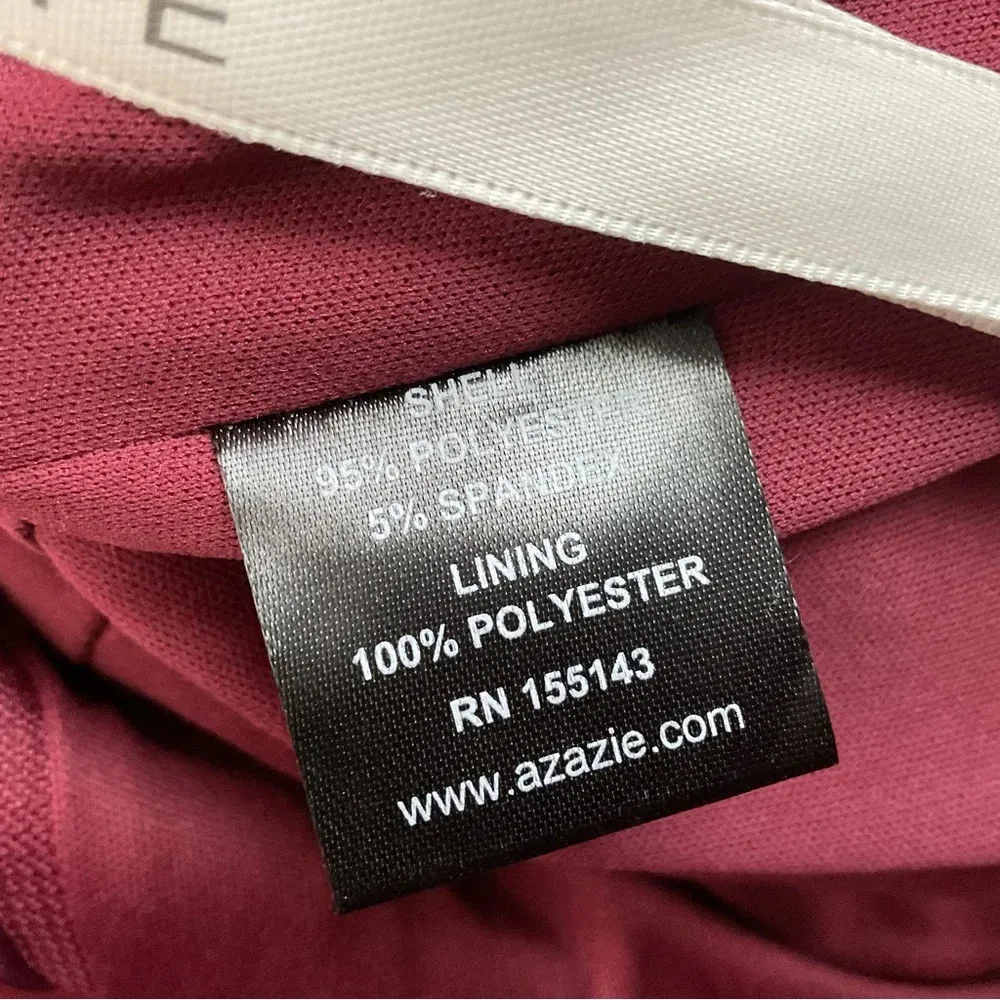 E
SHELL
95% POLYESTER
5% SPANDEX
LINING
100% POLYESTER
RN 155143
www.azazie.com